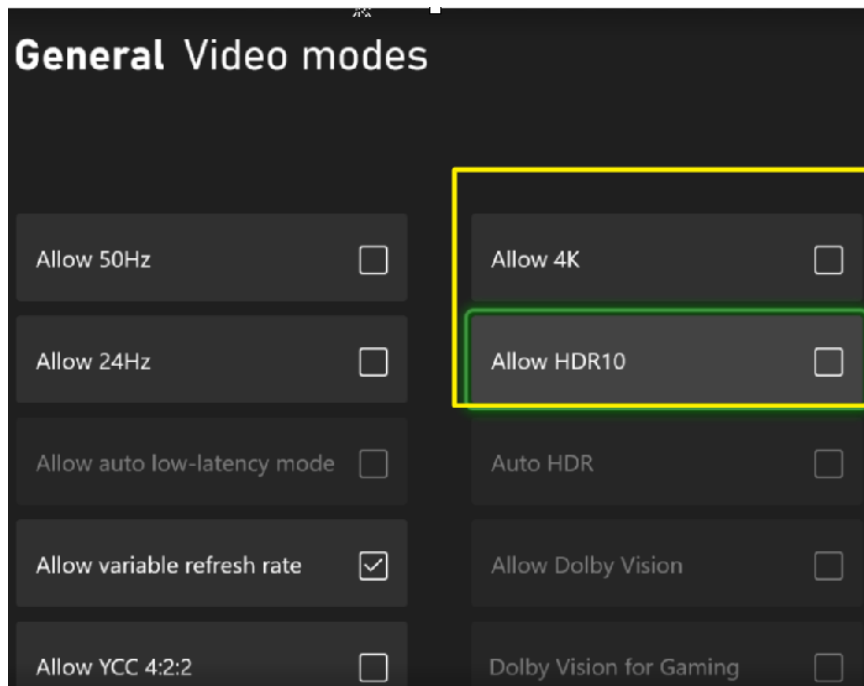 General Video modes
Allow 50Hz
Allow 24Hz
Allow auto low-latency mode
Allow variable refresh rate
Allow YCC 4:2:2
Allow 4K
Allow HDR10
Auto HDR
Allow Dolby Vision
Dolby Vision for Gaming